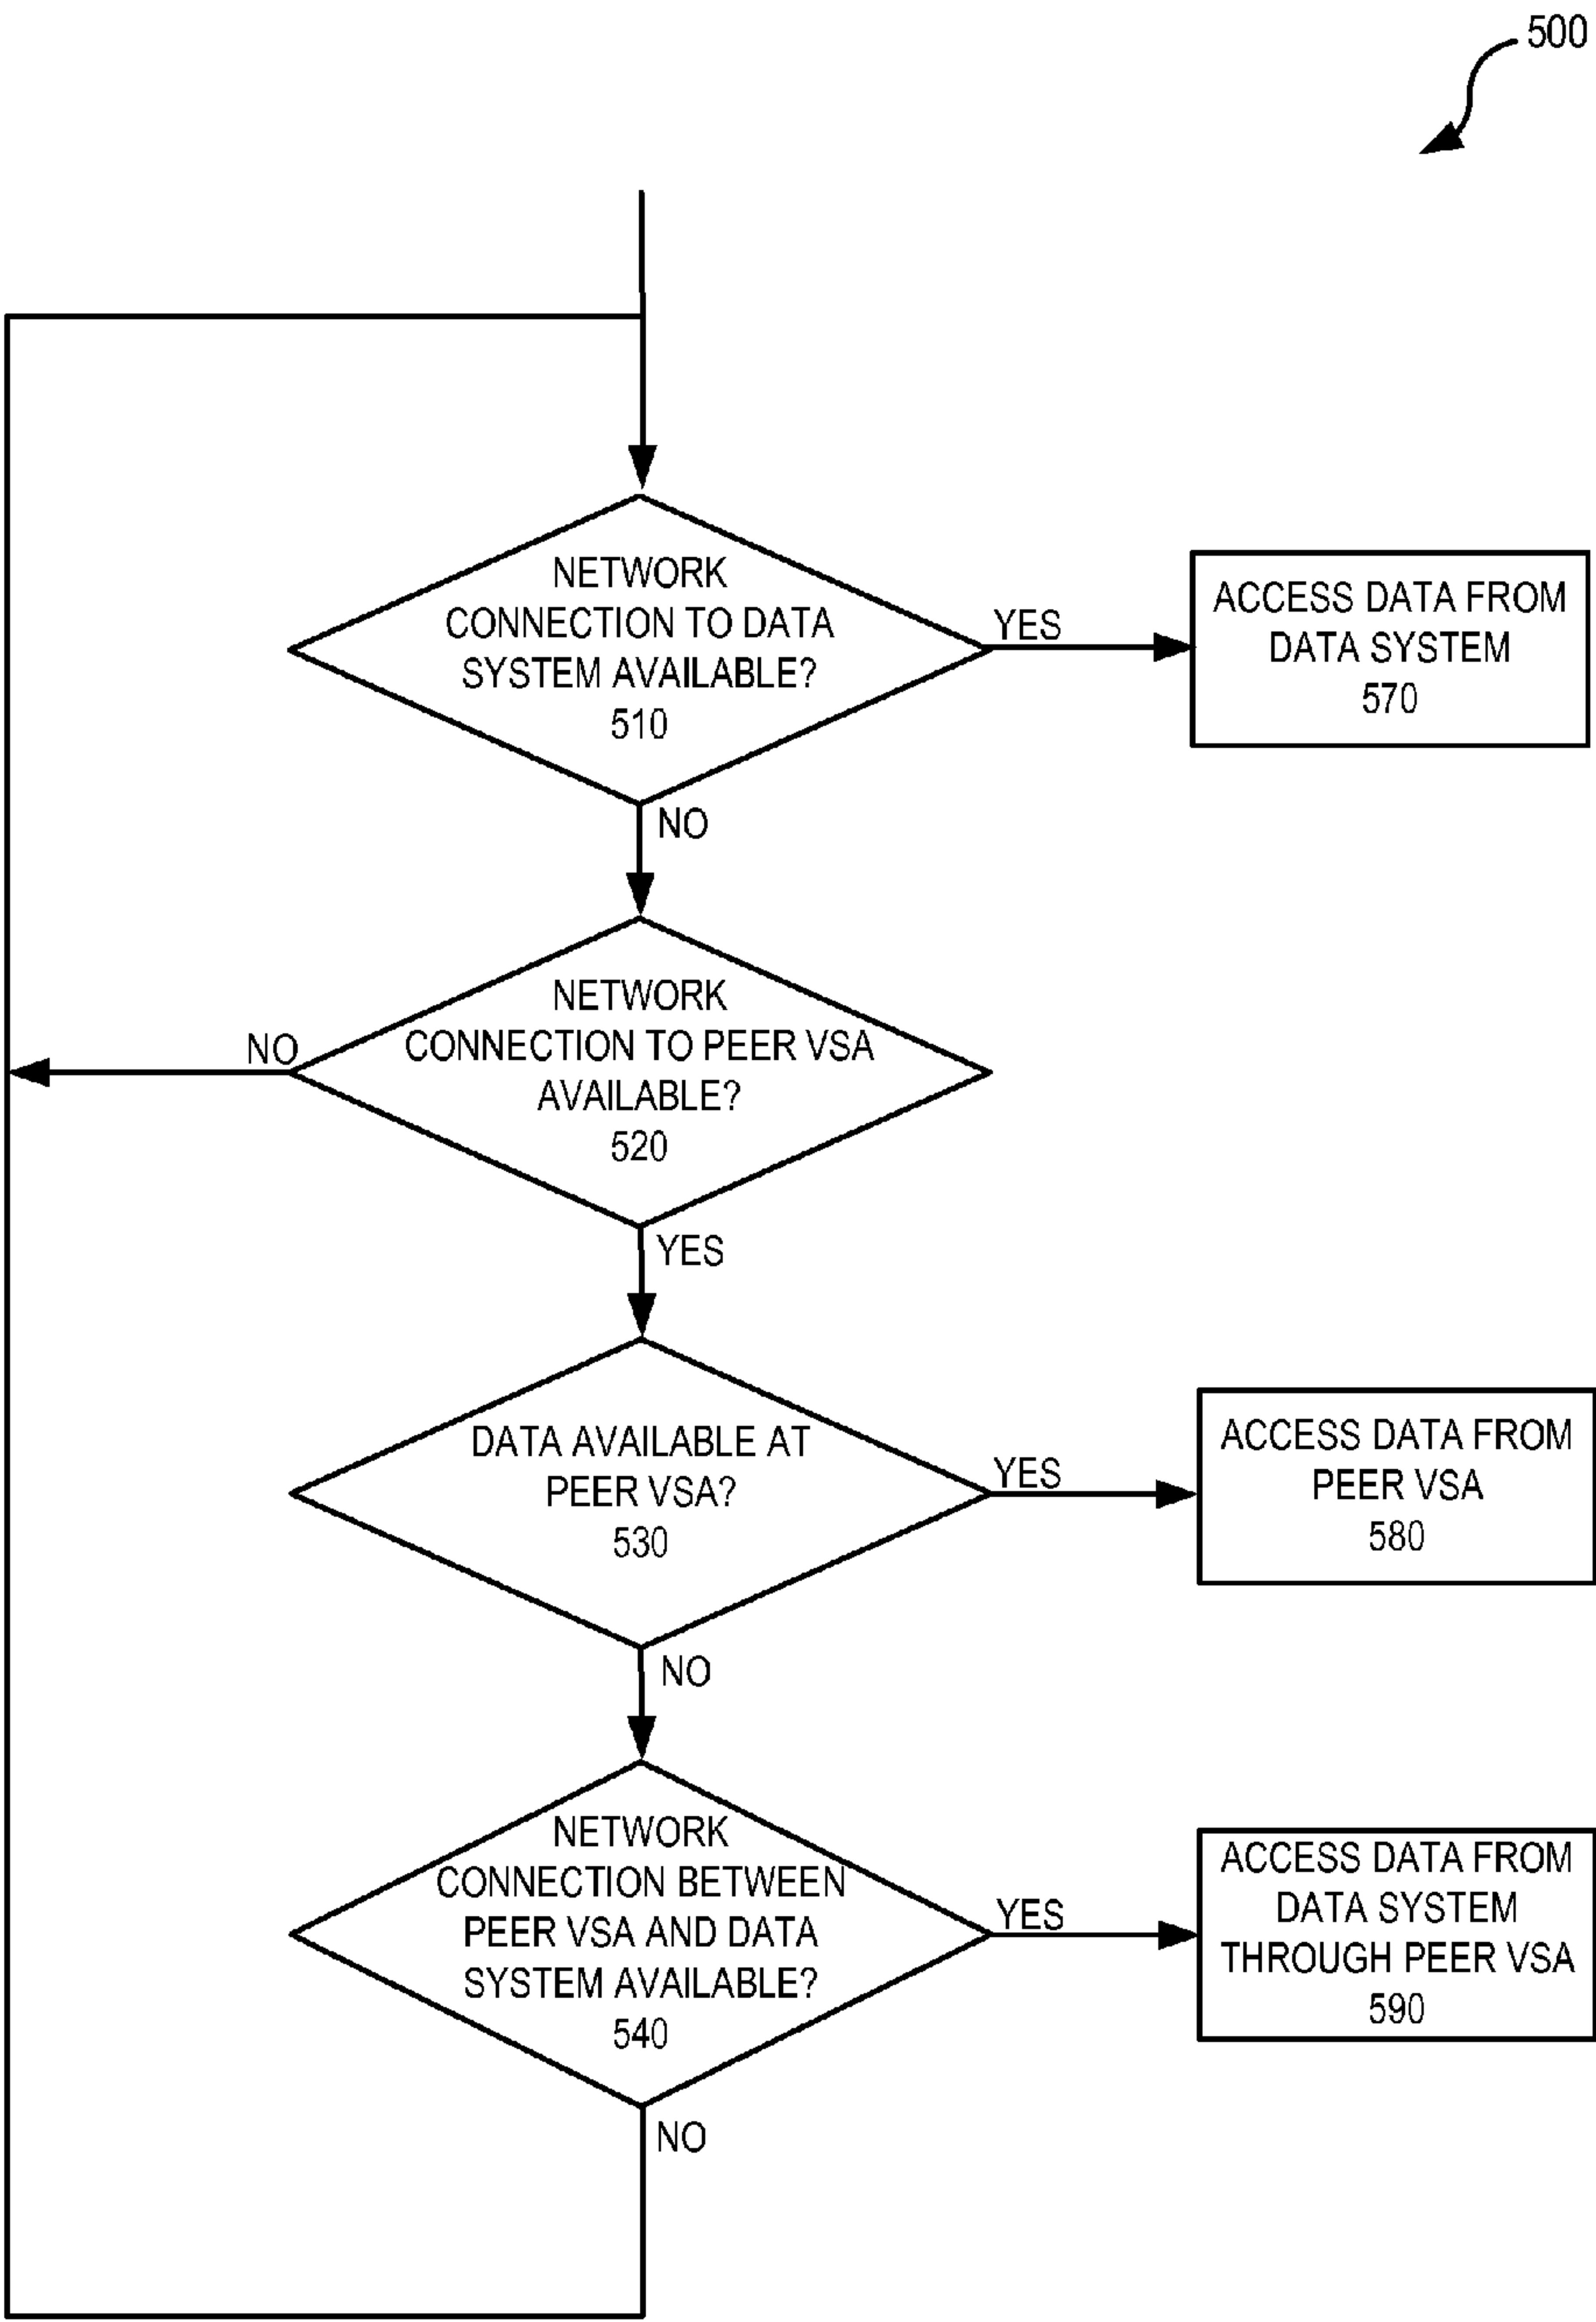 500
NETWORK
CONNECTION TO DATA
SYSTEM AVAILABLE?
510
YES
ACCESS DATA FROM
DATA SYSTEM
570
NO
NETWORK
CONNECTION TO PEER VSA
AVAILABLE?
520
NO
YES
DATA AVAILABLE AT
PEER VSA?
530
YES
ACCESS DATA FROM
PEER VSA
580
NO
NETWORK
CONNECTION BETWEEN
PEER VSA AND DATA
SYSTEM AVAILABLE?
540
YES
ACCESS DATA FROM
DATA SYSTEM
THROUGH PEER VSA
590
NO